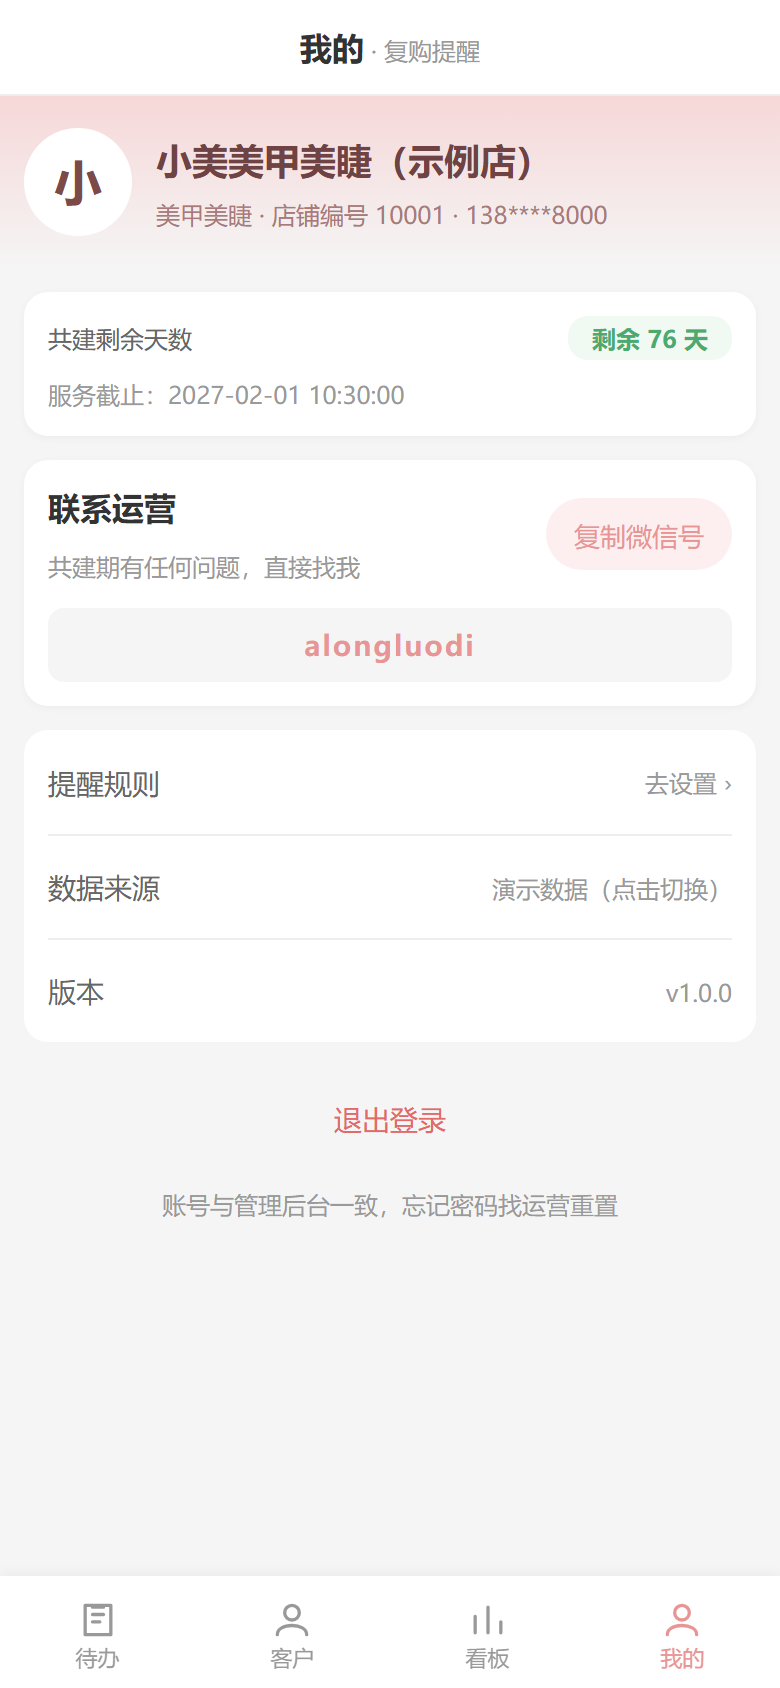 我的 · 复购提醒
小
小美美甲美睫（示例店）
美甲美睫 · 店铺编号 10001 · 138****8000
共建剩余天数
剩余 76 天
服务截止：2027-02-01 10:30:00
联系运营
复制微信号
共建期有任何问题，直接找我
alongluodi
提醒规则
去设置 ›
数据来源
演示数据（点击切换）
版本
v1.0.0
退出登录
账号与管理后台一致，忘记密码找运营重置
待办
客户
看板
我的